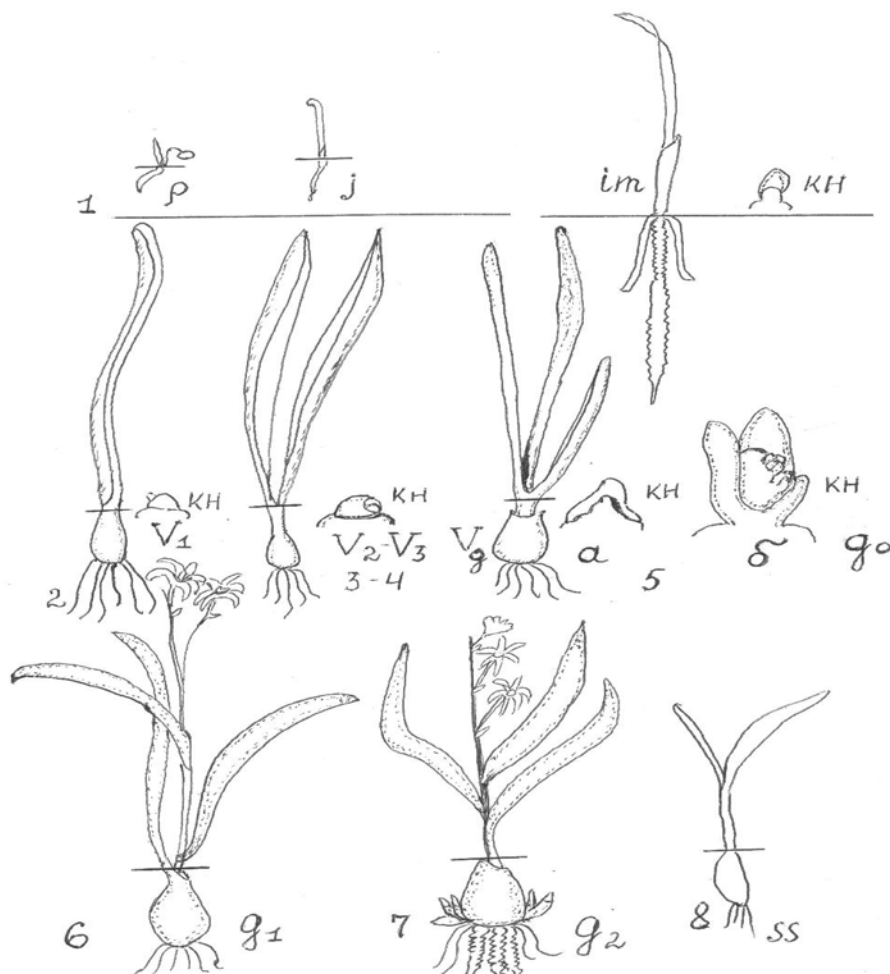 im KH
p j
1
KH KH KH KH
V₁ V₂-V₃ Vg a б g₀
3-4 5
2
6 g₁ 7 g₂ 8 ss